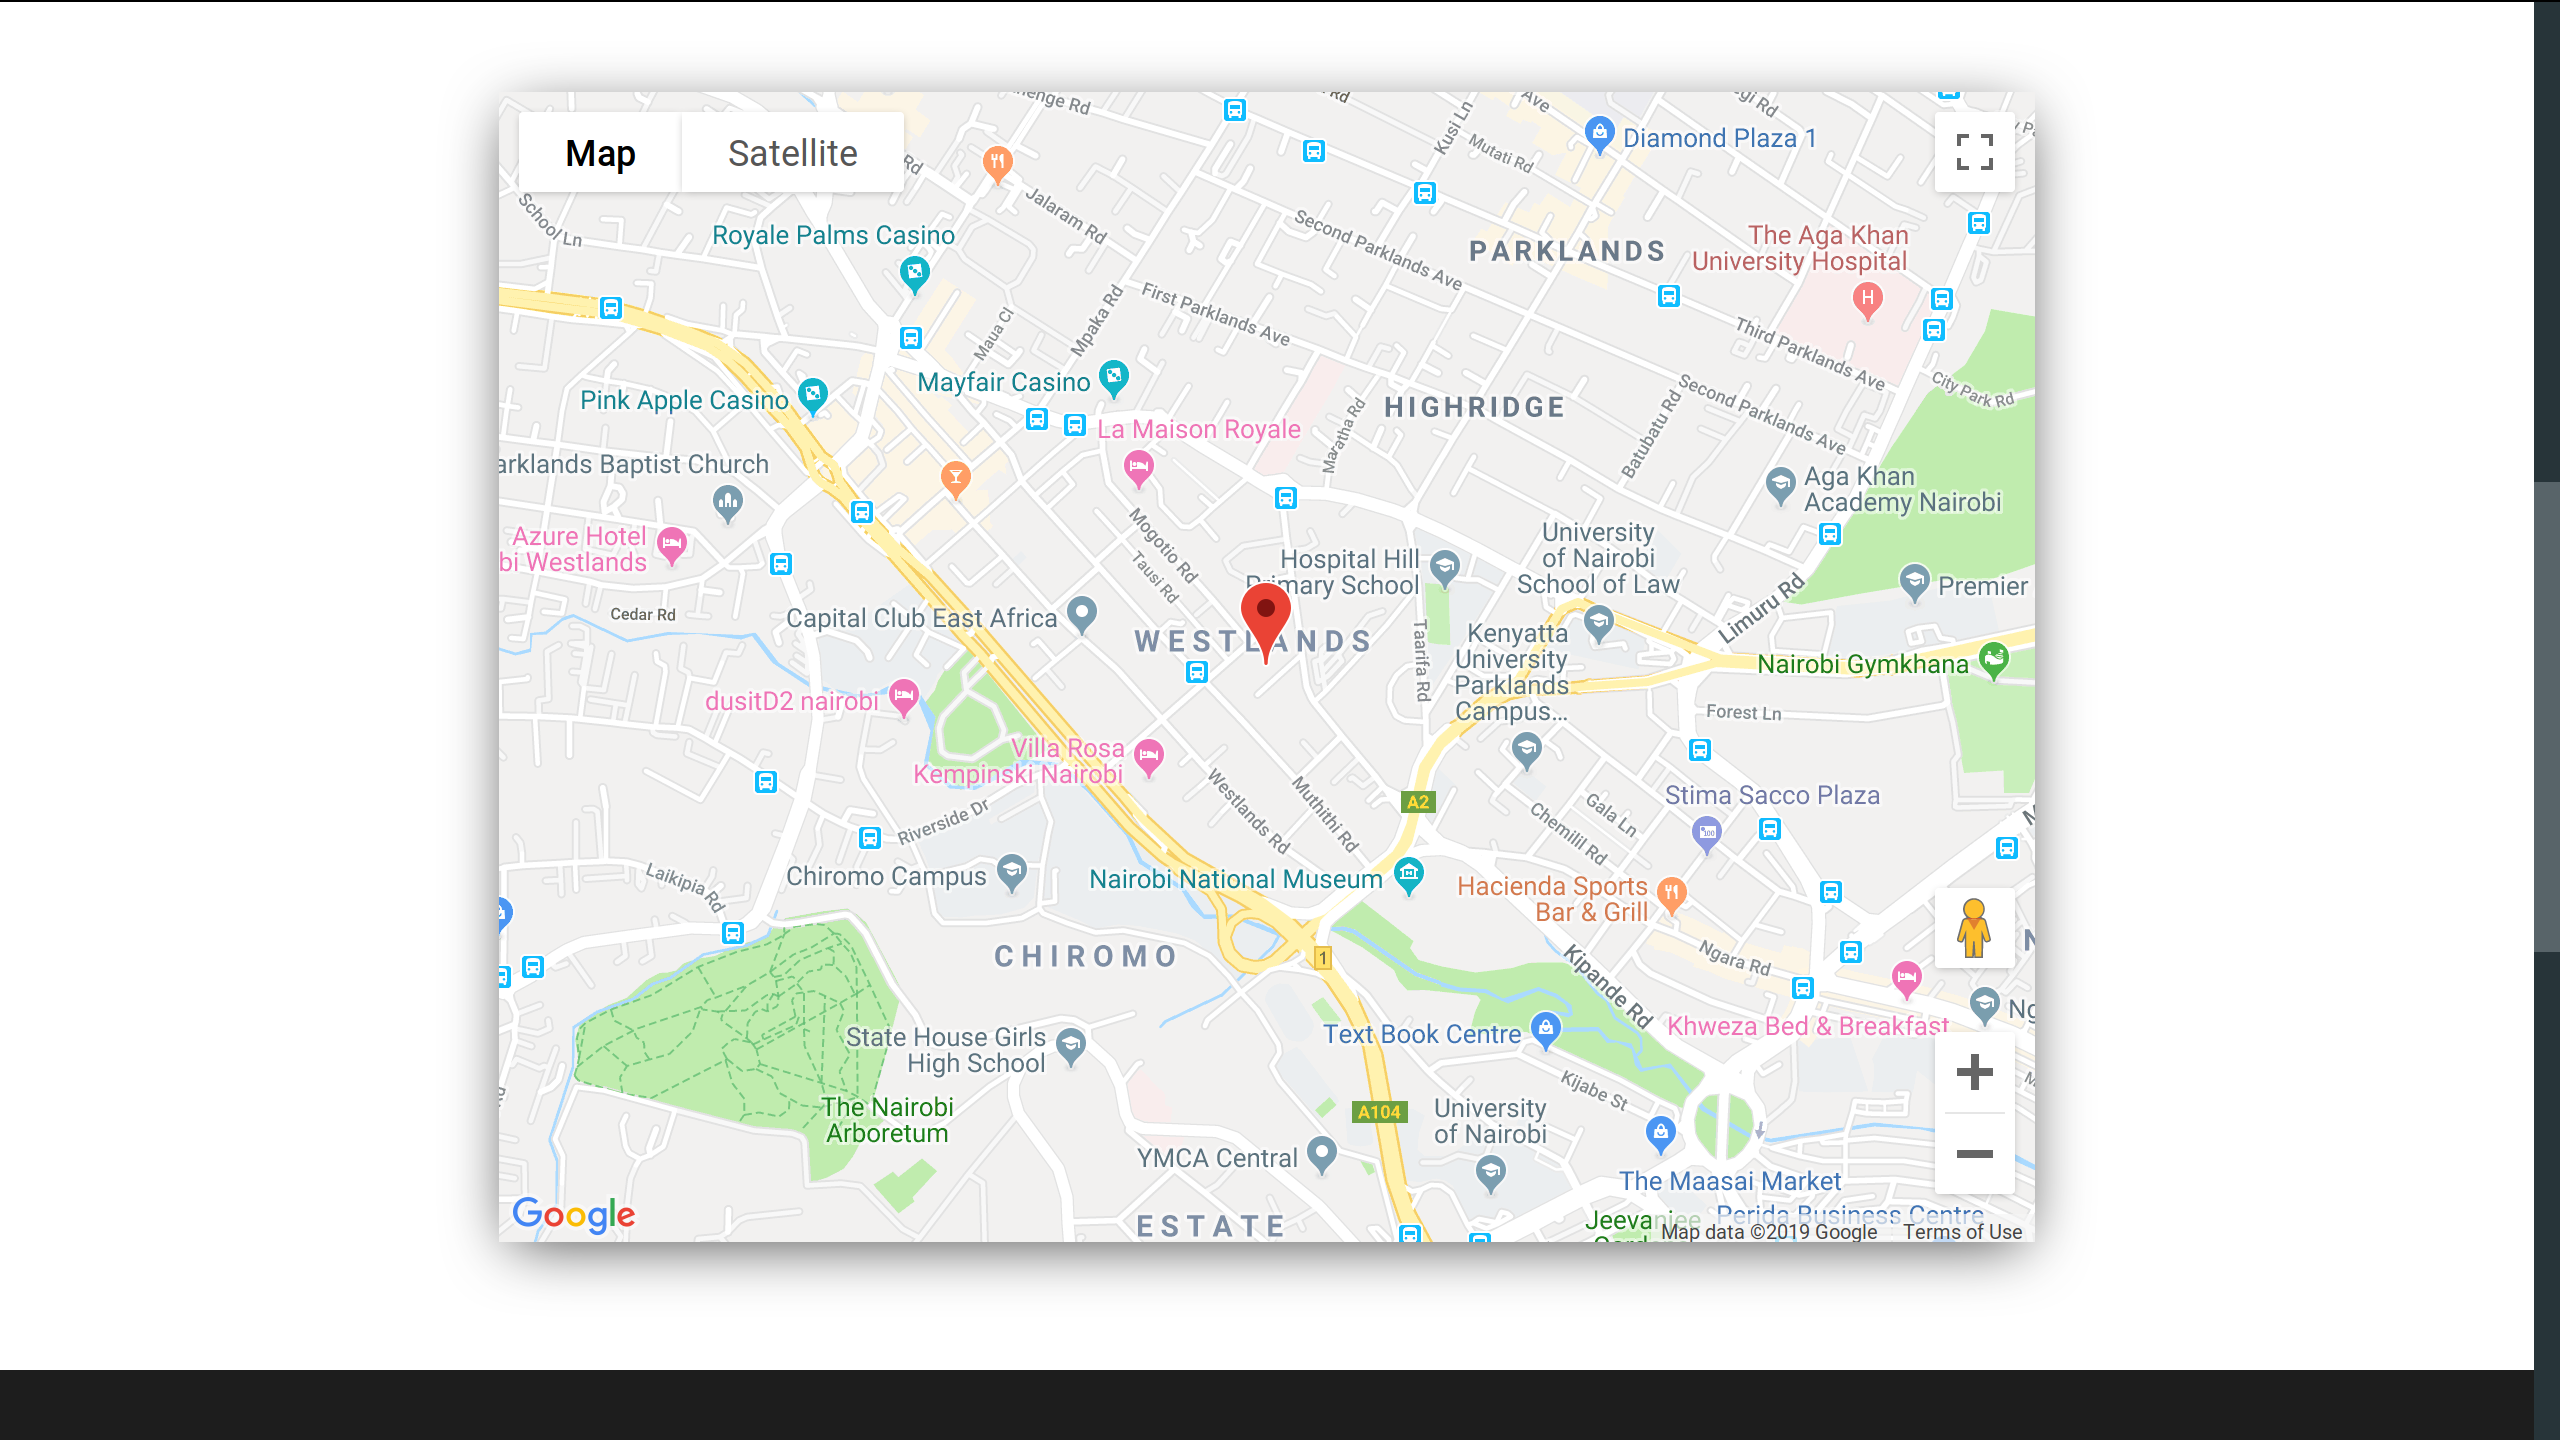 Map
Satellite
enge Rd
Rd
Ave
Kusi Ln
Mutati Rd
Diamond Plaza 1
Rd
School Ln
Jalaram Rd
Royale Palms Casino
Second Parklands Ave
PARKLANDS
The Aga Khan
University Hospital
Maua Cl
Mpaka Rd
First Parklands Ave
Third Parklands Ave
City Park Rd
Mayfair Casino
Pink Apple Casino
HIGHRIDGE
Second Parklands Ave
La Maison Royale
Maratha Rd
Batubatu Rd
arklands Baptist Church
Aga Khan
Academy Nairobi
Azure Hotel
bi Westlands
Mogotio Rd
Tausi Rd
Hospital Hill
Primary School
University
of Nairobi
School of Law
Limuru Rd
Premier
Cedar Rd
Capital Club East Africa
WESTLANDS
Taarifa Rd
Kenyatta
University
Parklands
Campus...
Nairobi Gymkhana
dusitD2 nairobi
Forest Ln
Villa Rosa
Kempinski Nairobi
Westlands Rd
Muthithi Rd
A2
Stima Sacco Plaza
Gala Ln
Chemilil Rd
Riverside Dr
Laikipia Rd
Chiromo Campus
Nairobi National Museum
Hacienda Sports
Bar & Grill
CHIROMO
1
Ngara Rd
Kipande Rd
State House Girls
High School
Text Book Centre
Khweza Bed & Breakfast
Ng
Kijabe St
The Nairobi
Arboretum
A104
University
of Nairobi
YMCA Central
The Maasai Market
Google
ESTATE
Jeevanjee
Perida Business Centre
Map data ©2019 Google
Terms of Use